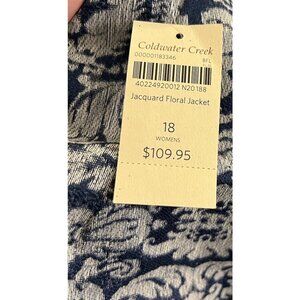 Coldwater Creek
000001183346 BFL
40224920012 N20188
Jacquard Floral Jacket
18
WOMENS
$109.95